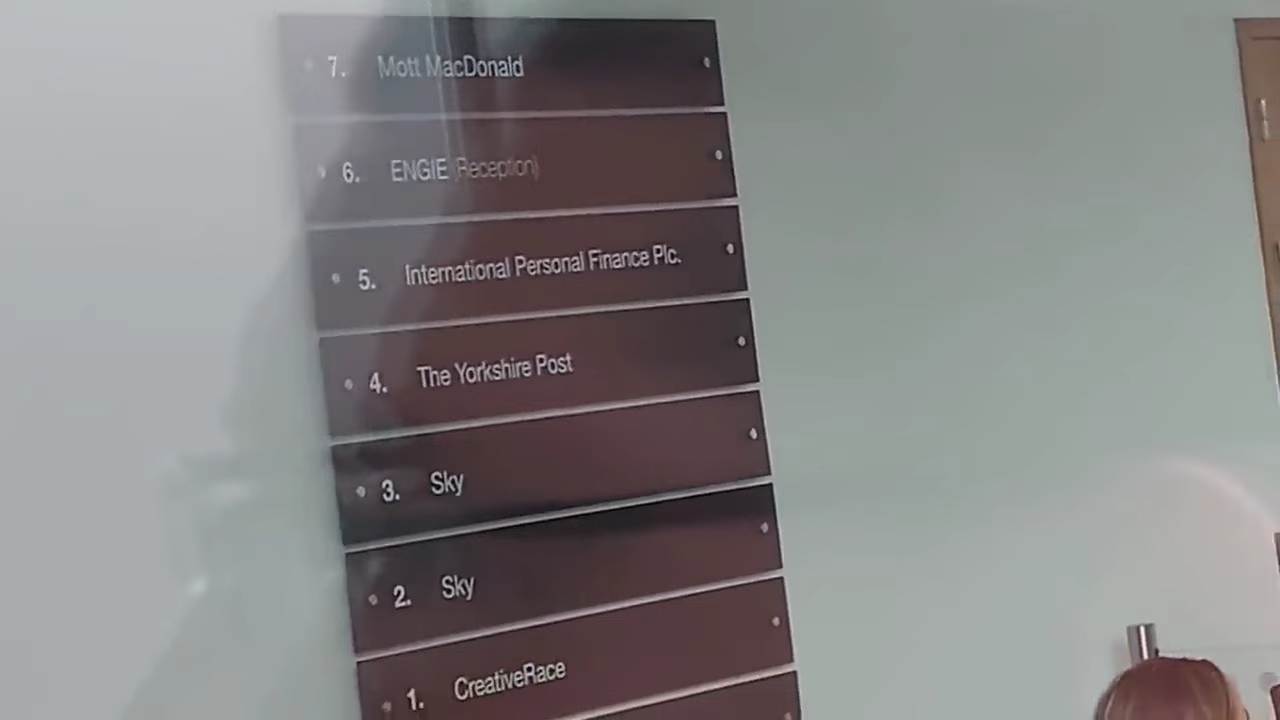 7. Mott MacDonald
6. ENGIE (Reception)
5. International Personal Finance Plc.
4. The Yorkshire Post
3. Sky
2. Sky
1. CreativeRace